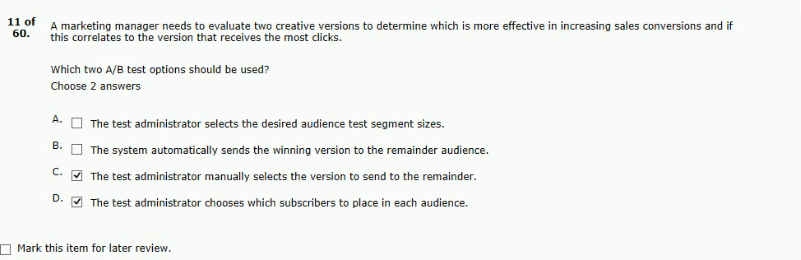 11 of 60.
A marketing manager needs to evaluate two creative versions to determine which is more effective in increasing sales conversions and if
this correlates to the version that receives the most clicks.
Which two A/B test options should be used?
Choose 2 answers
A. The test administrator selects the desired audience test segment sizes.
B. The system automatically sends the winning version to the remainder audience.
C. The test administrator manually selects the version to send to the remainder.
D. The test administrator chooses which subscribers to place in each audience.
Mark this item for later review.